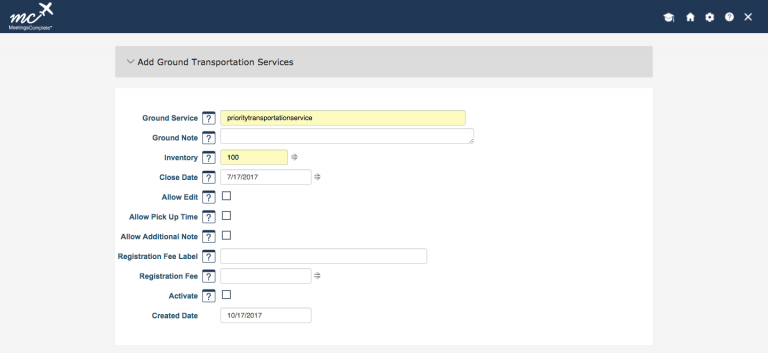 mc
MeetingsComplete
Add Ground Transportation Services
Ground Service ? prioritytransportationservice
Ground Note ?
Inventory ? 100
Close Date ? 7/17/2017
Allow Edit ?
Allow Pick Up Time ?
Allow Additional Note ?
Registration Fee Label ?
Registration Fee ?
Activate ?
Created Date 10/17/2017